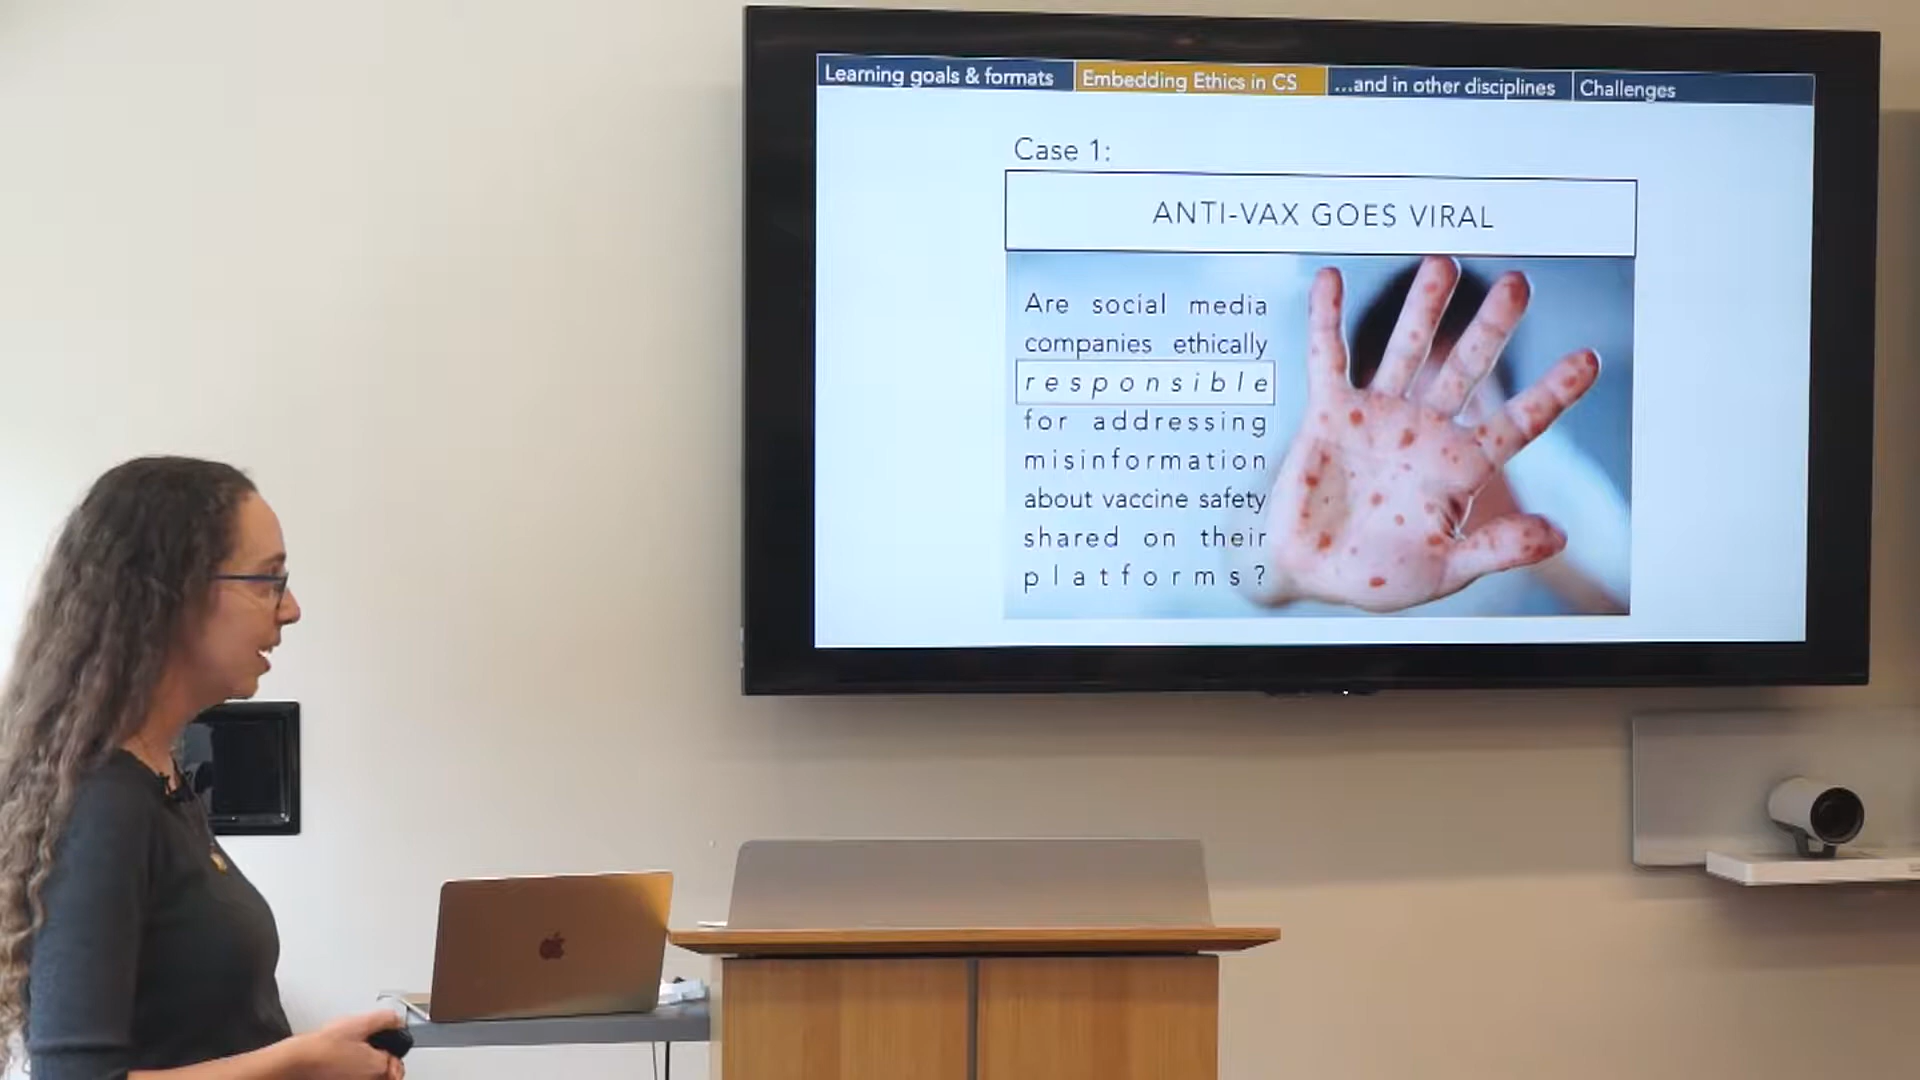 Learning goals & formats
Embedding Ethics in CS
...and in other disciplines
Challenges
Case 1:
ANTI-VAX GOES VIRAL
Are social media
companies ethically
responsible
for addressing
misinformation
about vaccine safety
shared on their
platforms?